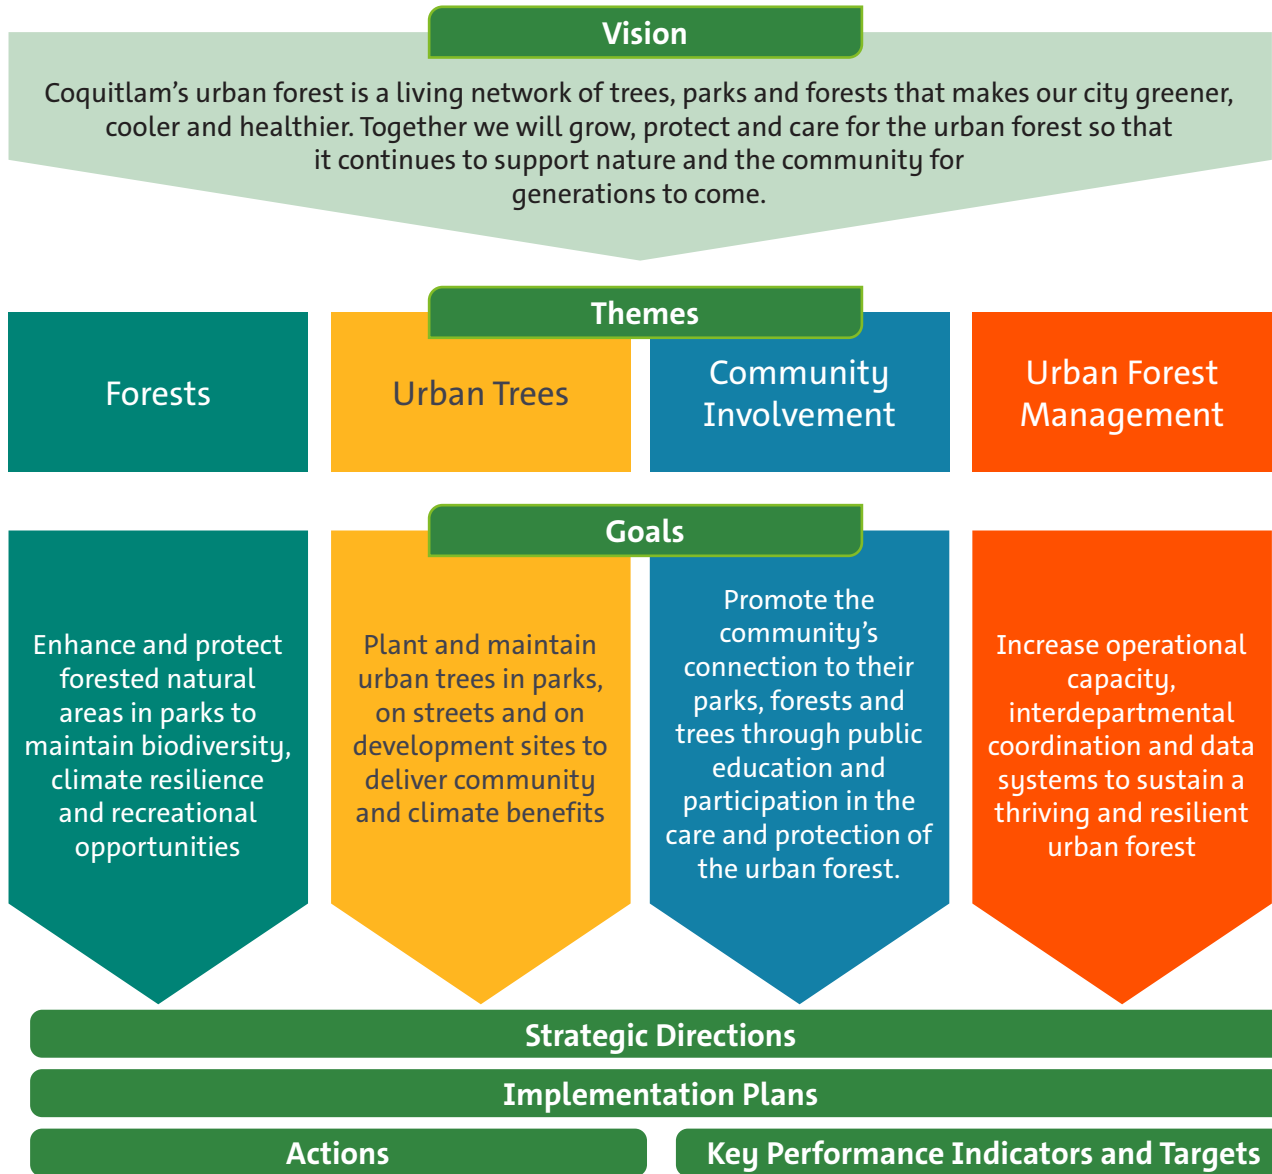 Vision
Coquitlam's urban forest is a living network of trees, parks and forests that makes our city greener,
cooler and healthier. Together we will grow, protect and care for the urban forest so that
it continues to support nature and the community for
generations to come.
Themes
Forests
Urban Trees
Community
Involvement
Urban Forest
Management
Goals
Enhance and protect
forested natural
areas in parks to
maintain biodiversity,
climate resilience
and recreational
opportunities
Plant and maintain
urban trees in parks,
on streets and on
development sites to
deliver community
and climate benefits
Promote the
community's
connection to their
parks, forests and
trees through public
education and
participation in the
care and protection of
the urban forest.
Increase operational
capacity,
interdepartmental
coordination and data
systems to sustain a
thriving and resilient
urban forest
Strategic Directions
Implementation Plans
Actions
Key Performance Indicators and Targets